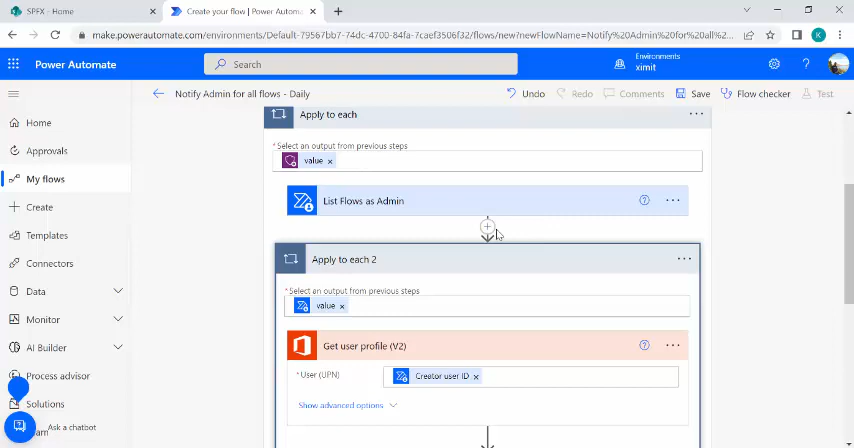 SPFX - Home
Create your flow | Power Automa
make.powerautomate.com/environments/Default-79567bb7-74dc-4700-84fa-7caef3506f32/flows/new?newFlowName=Notify%20Admin%20for%20all%20...
K
Power Automate
Search
Environments
ximit
Notify Admin for all flows - Daily
Undo
Redo
Comments
Save
Flow checker
Test
Home
Approvals
My flows
Create
Templates
Connectors
Data
Monitor
AI Builder
Process advisor
Solutions
Ask a chatbot
Apply to each
*Select an output from previous steps
value
List Flows as Admin
Apply to each 2
*Select an output from previous steps
value
Get user profile (V2)
*User (UPN)
Creator user ID
Show advanced options